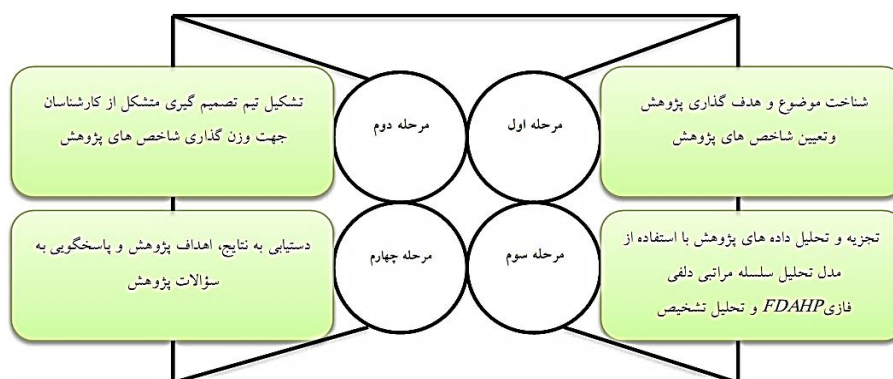 شناخت موضوع و هدف گذاری پژوهش
وتعیین شاخص های پژوهش
مرحله اول
مرحله دوم
تشکیل تیم تصمیم گیری متشکل از کارشناسان
جهت وزن گذاری شاخص های پژوهش
تجزیه و تحلیل داده های پژوهش با استفاده از
مدل تحلیل سلسله مراتبی دلفی
فازیFDAHP و تحلیل تشخیص
مرحله سوم
مرحله چهارم
دستیابی به نتایج، اهداف پژوهش و پاسخگویی به
سؤالات پژوهش